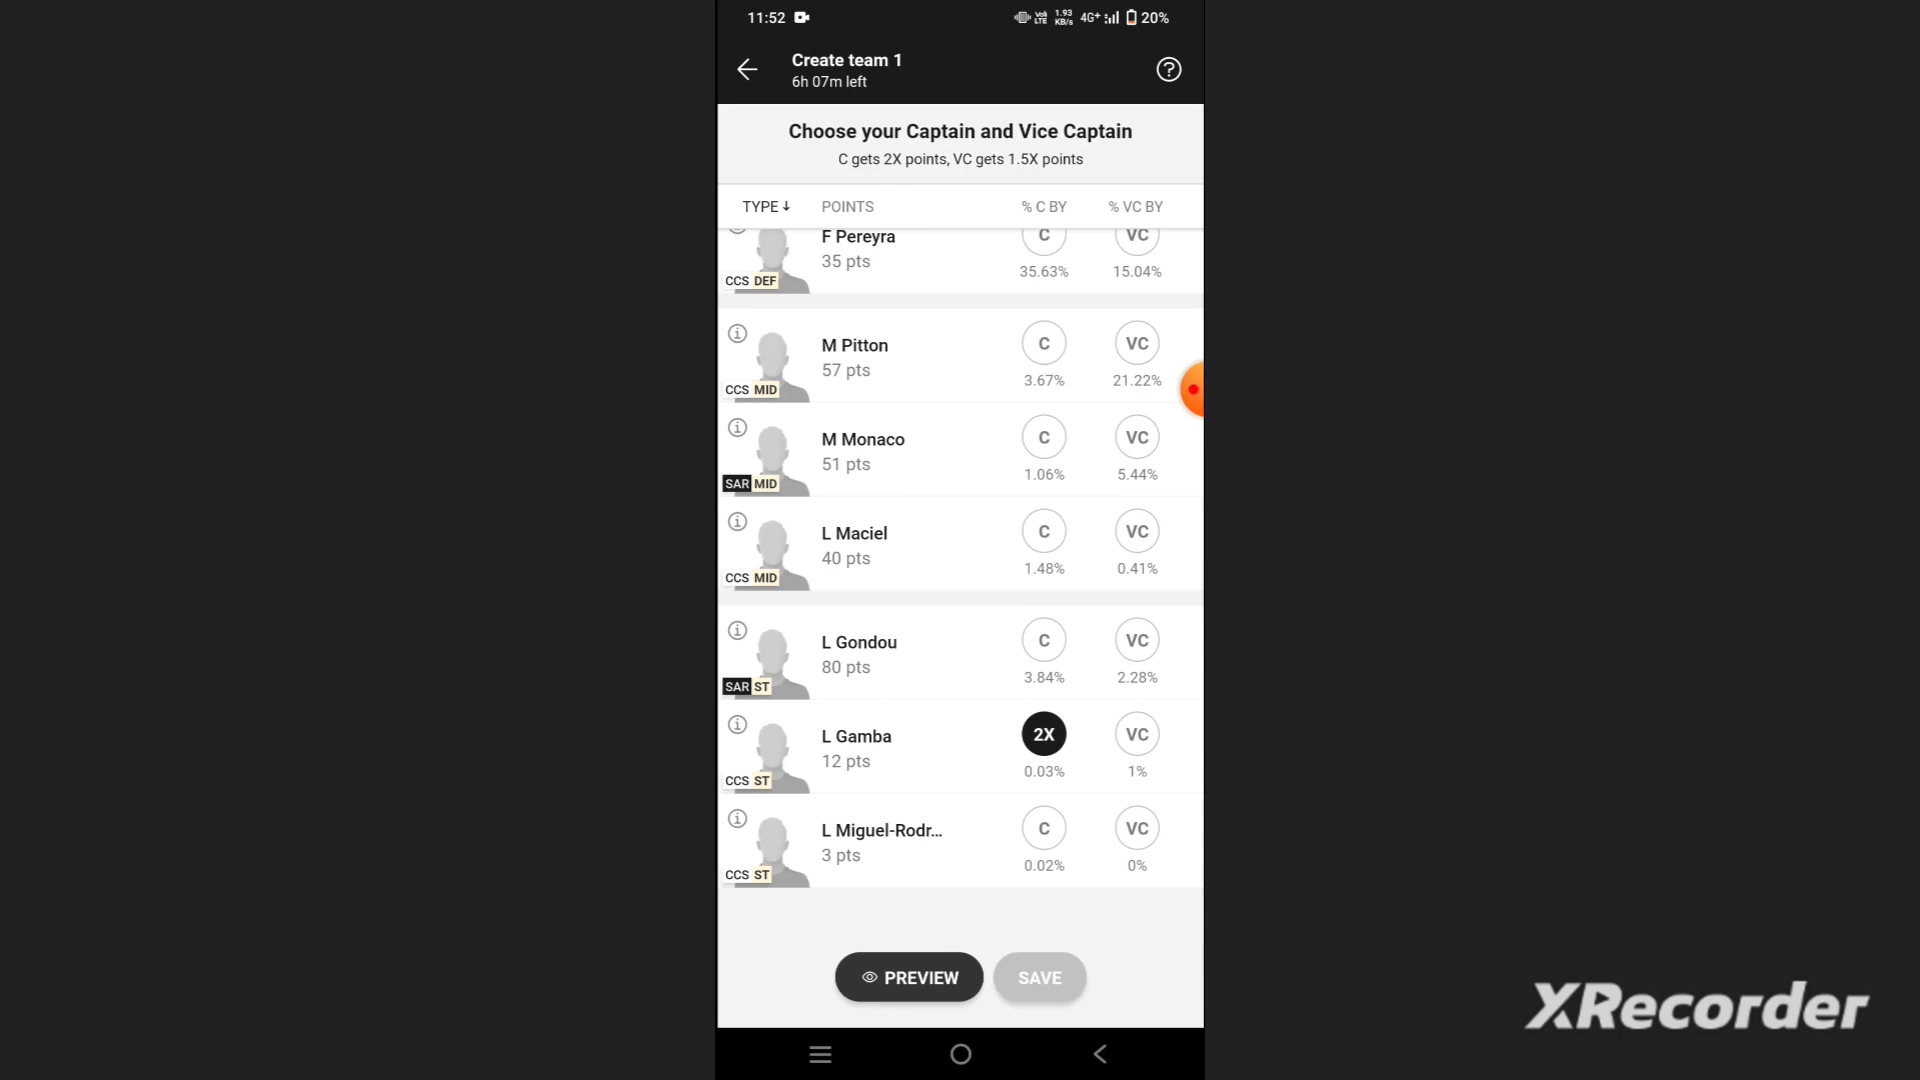 11:52 Vo) LTE 1.93 KB/s 4G+ 20%
Create team 1
6h 07m left
Choose your Captain and Vice Captain
C gets 2X points, VC gets 1.5X points
TYPE POINTS % C BY % VC BY
F Pereyra C VC
35 pts 35.63% 15.04%
CCS DEF
M Pitton C VC
57 pts 3.67% 21.22%
CCS MID
M Monaco C VC
51 pts 1.06% 5.44%
SAR MID
L Maciel C VC
40 pts 1.48% 0.41%
CCS MID
L Gondou C VC
80 pts 3.84% 2.28%
SAR ST
L Gamba 2X VC
12 pts 0.03% 1%
CCS ST
L Miguel-Rodr... C VC
3 pts 0.02% 0%
CCS ST
PREVIEW SAVE
XRecorder